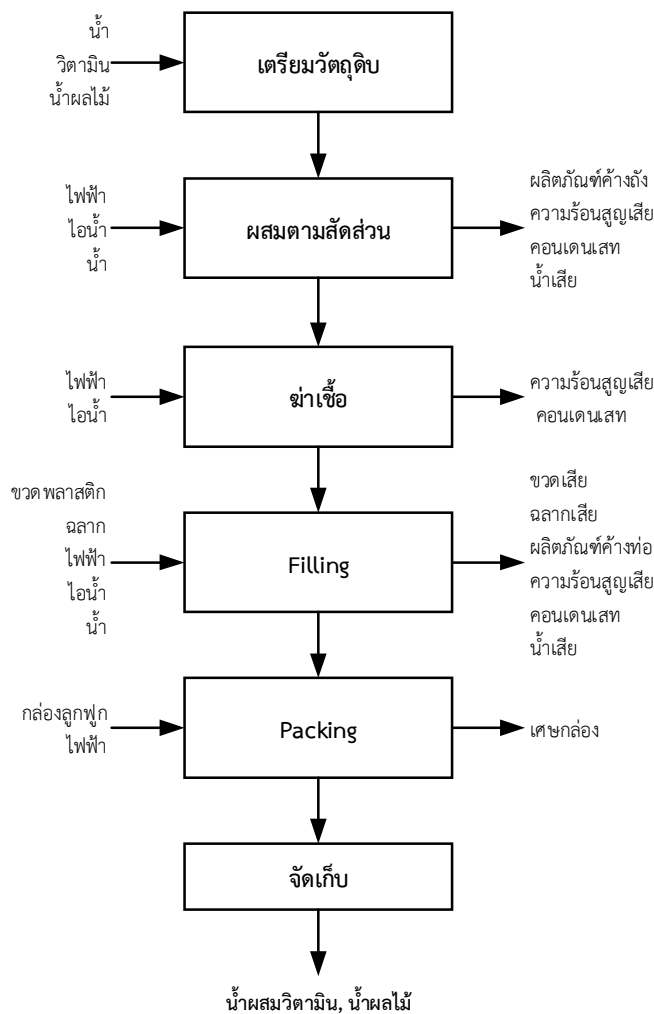 น้ำ
วิตามิน
น้ำผลไม้
เตรียมวัตถุดิบ
ไฟฟ้า
ไอน้ำ
น้ำ
ผสมตามสัดส่วน
ผลิตภัณฑ์ค้างถัง
ความร้อนสูญเสีย
คอนเดนเสท
น้ำเสีย
ไฟฟ้า
ไอน้ำ
ฆ่าเชื้อ
ความร้อนสูญเสีย
คอนเดนเสท
ขวดพลาสติก
ฉลาก
ไฟฟ้า
ไอน้ำ
น้ำ
Filling
ขวดเสีย
ฉลากเสีย
ผลิตภัณฑ์ค้างท่อ
ความร้อนสูญเสีย
คอนเดนเสท
น้ำเสีย
กล่องลูกฟูก
ไฟฟ้า
Packing
เศษกล่อง
จัดเก็บ
น้ำผสมวิตามิน, น้ำผลไม้